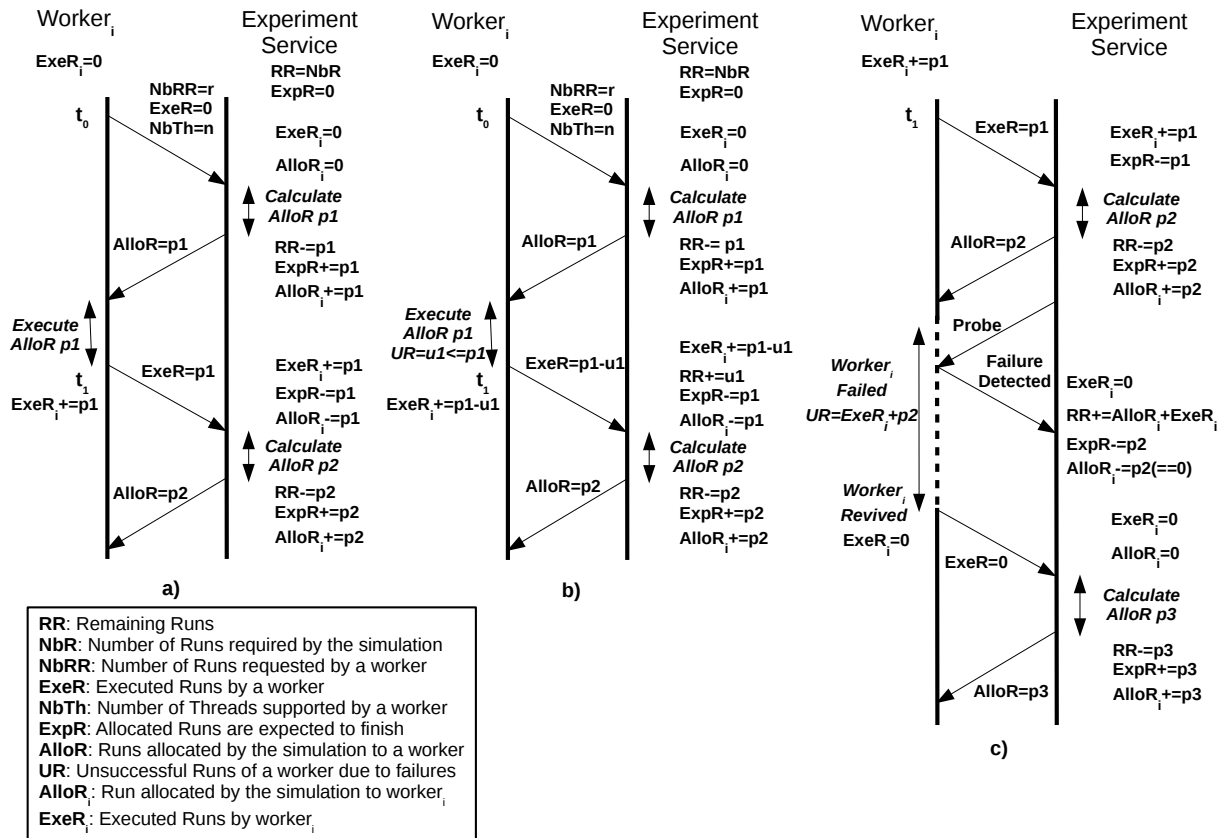 Worker_i
Experiment
Service
ExeR_i=0
RR=NbR
ExpR=0
NbRR=r
ExeR=0
NbTh=n
t_0
ExeR_i=0
AlloR_i=0
Calculate
AlloR p1
AlloR=p1
RR-=p1
ExpR+=p1
AlloR_i+=p1
Execute
AlloR p1
ExeR=p1
t_1
ExeR_i+=p1
ExeR_i+=p1
ExpR-=p1
AlloR_i-=p1
Calculate
AlloR p2
AlloR=p2
RR-=p2
ExpR+=p2
AlloR_i+=p2
a)
Worker_i
Experiment
Service
ExeR_i=0
RR=NbR
ExpR=0
NbRR=r
ExeR=0
NbTh=n
t_0
ExeR_i=0
AlloR_i=0
Calculate
AlloR p1
AlloR=p1
RR-= p1
ExpR+=p1
AlloR_i+=p1
Execute
AlloR p1
UR=u1<=p1
ExeR=p1-u1
t_1
ExeR_i+=p1-u1
ExeR_i+=p1-u1
RR+=u1
ExpR-=p1
AlloR_i-=p1
Calculate
AlloR p2
AlloR=p2
RR-=p2
ExpR+=p2
AlloR_i+=p2
b)
Worker_i
Experiment
Service
ExeR_i+=p1
t_1
ExeR=p1
ExeR_i+=p1
ExpR-=p1
Calculate
AlloR p2
AlloR=p2
RR-=p2
ExpR+=p2
AlloR_i+=p2
Probe
Worker_i
Failed
UR=ExeR_i+p2
Failure
Detected
ExeR_i=0
RR+=AlloR_i+ExeR_i
ExpR-=p2
AlloR_i-=p2(==0)
Worker_i
Revived
ExeR_i=0
ExeR=0
ExeR_i=0
AlloR_i=0
Calculate
AlloR p3
AlloR=p3
RR-=p3
ExpR+=p3
AlloR_i+=p3
c)
RR: Remaining Runs
NbR: Number of Runs required by the simulation
NbRR: Number of Runs requested by a worker
ExeR: Executed Runs by a worker
NbTh: Number of Threads supported by a worker
ExpR: Allocated Runs are expected to finish
AlloR: Runs allocated by the simulation to a worker
UR: Unsuccessful Runs of a worker due to failures
AlloR_i: Run allocated by the simulation to worker_i
ExeR_i: Executed Runs by worker_i